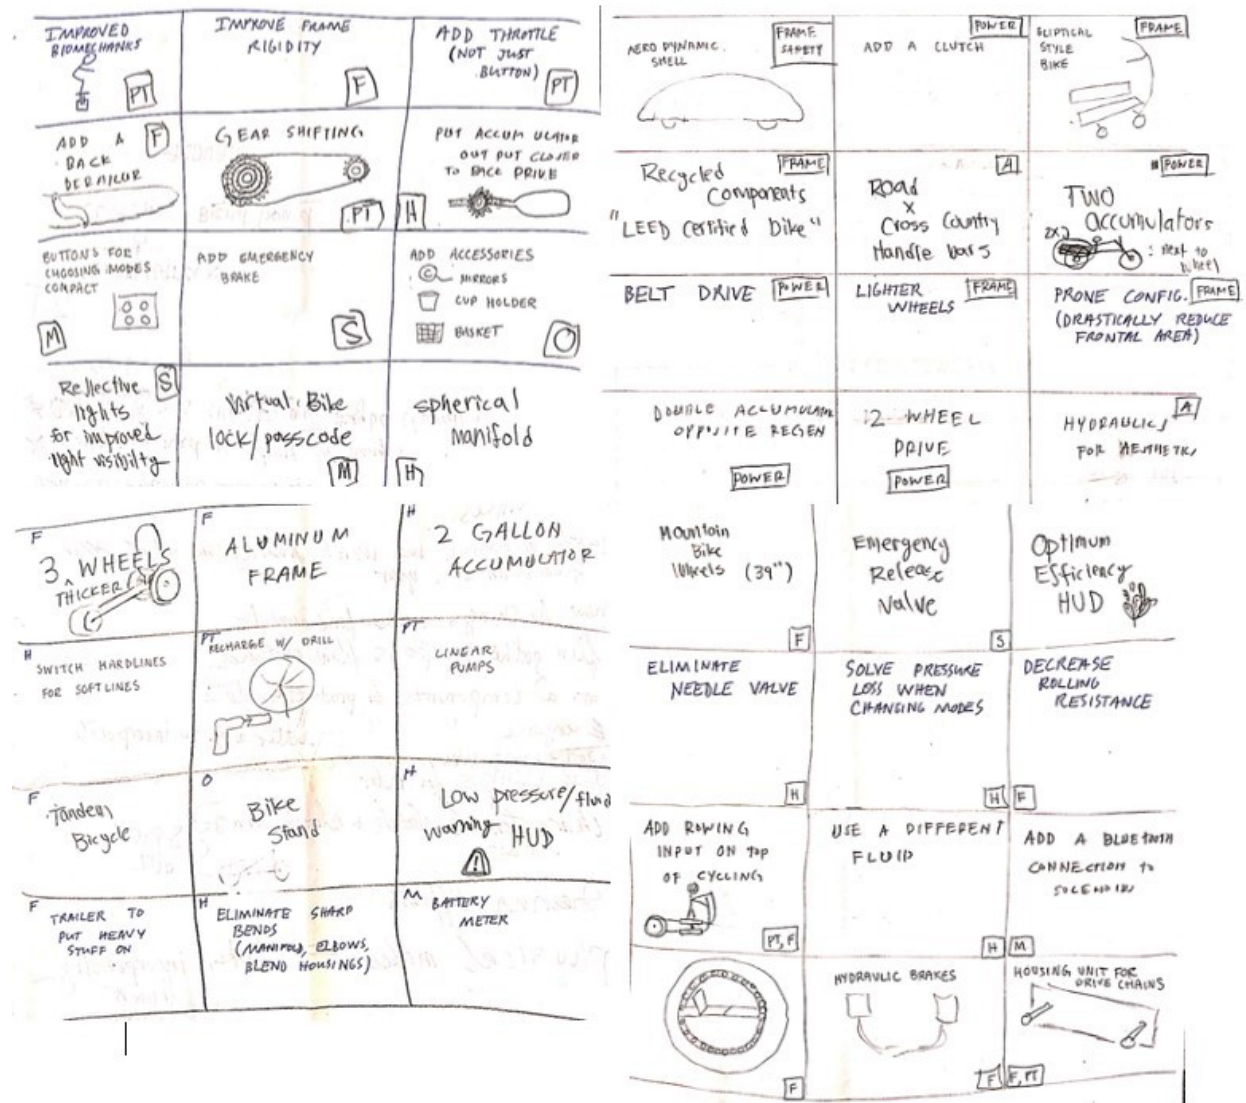 IMPROVED
BIOMECHANICS
PT
IMPROVE FRAME
RIGIDITY
F
ADD THROTTLE
(NOT JUST
BUTTON)
PT
ADD A
BACK
DERAILUR
F
GEAR SHIFTING
PT
PUT ACCUMULATOR
OUT PUT CLOSER
TO BACK DRIVE
H
BUTTONS FOR
CHOOSING MODES
COMPACT
M
ADD EMERGENCY
BRAKE
S
ADD ACCESSORIES
MIRRORS
CUP HOLDER
BASKET
O
Reflective
lights
for improved
light visibilty
S
Virtual Bike
lock/passcode
M
spherical
Manifold
H
AERO DYNAMIC
SHELL
FRAME
SAFETY
ADD A CLUTCH
POWER
ELIPTICAL
STYLE
BIKE
FRAME
Recycled
Components
"LEED Certified bike"
FRAME
Road
x
Cross Country
Handle bars
A
POWER
TWO
Accumulators
2x
: next to
wheel
BELT DRIVE
POWER
LIGHTER
WHEELS
FRAME
PRONE CONFIG.
(DRASTICALLY REDUCE
FRONTAL AREA)
FRAME
DOUBLE ACCUMULATOR
OPPOSITE REGEN
POWER
2 WHEEL
DRIVE
POWER
HYDRAULICS
FOR AESTHETICS
A
F
3 WHEELS
^
THICKER
F
ALUMINUM
FRAME
H
2 GALLON
ACCUMULATOR
H
SWITCH HARDLINES
FOR SOFTLINES
PT
RECHARGE W/ DRILL
PT
LINEAR
PUMPS
F
Tandem
Bicycle
O
Bike
Stand
H
Low pressure/fluid
warning HUD
F
TRAILER TO
PUT HEAVY
STUFF ON
H
ELIMINATE SHARP
BENDS
(MANIFOLD, ELBOWS,
BLEND HOUSINGS)
M
BATTERY
METER
Mountain
Bike
Wheels (39")
F
Emergency
Release
Valve
S
Optimum
Efficiency
HUD
ELIMINATE
NEEDLE VALVE
H
SOLVE PRESSURE
LOSS WHEN
CHANGING MODES
H
DECREASE
ROLLING
RESISTANCE
F
ADD ROWING
INPUT ON TOP
OF CYCLING
PT, F
USE A DIFFERENT
FLUID
H
ADD A BLUETOOTH
CONNECTION TO
SOLENOIDS
M
F
HYDRAULIC BRAKES
F
HOUSING UNIT FOR
DRIVE CHAINS
F, PT